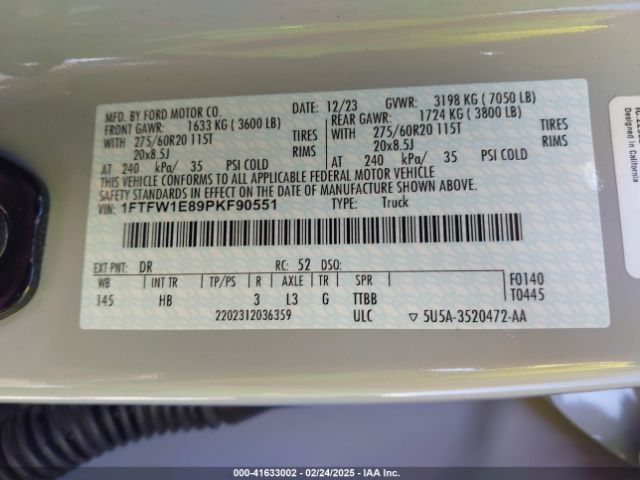 MFD. BY FORD MOTOR CO.
DATE: 12/23 GVWR: 3198 KG ( 7050 LB)
FRONT GAWR: 1633 KG ( 3600 LB) REAR GAWR: 1724 KG ( 3800 LB)
WITH 275/60R20 115T TIRES WITH 275/60R20 115T TIRES
20x8.5J RIMS 20x8.5J RIMS
AT 240 kPa/ 35 PSI COLD AT 240 kPa/ 35 PSI COLD
THIS VEHICLE CONFORMS TO ALL APPLICABLE FEDERAL MOTOR VEHICLE
SAFETY STANDARDS IN EFFECT ON THE DATE OF MANUFACTURE SHOWN ABOVE.
VIN: 1FTFW1E89PKF90551 TYPE: Truck
EXT PNT: DR RC: 52 DSO:
WB INT TR TP/PS R AXLE TR SPR F0140
145 HB 3 L3 G TTBB T0445
2202312036359 ULC ▽ 5U5A-3520472-AA
Designed in California
000-41633002 - 02/24/2025 - IAA Inc.